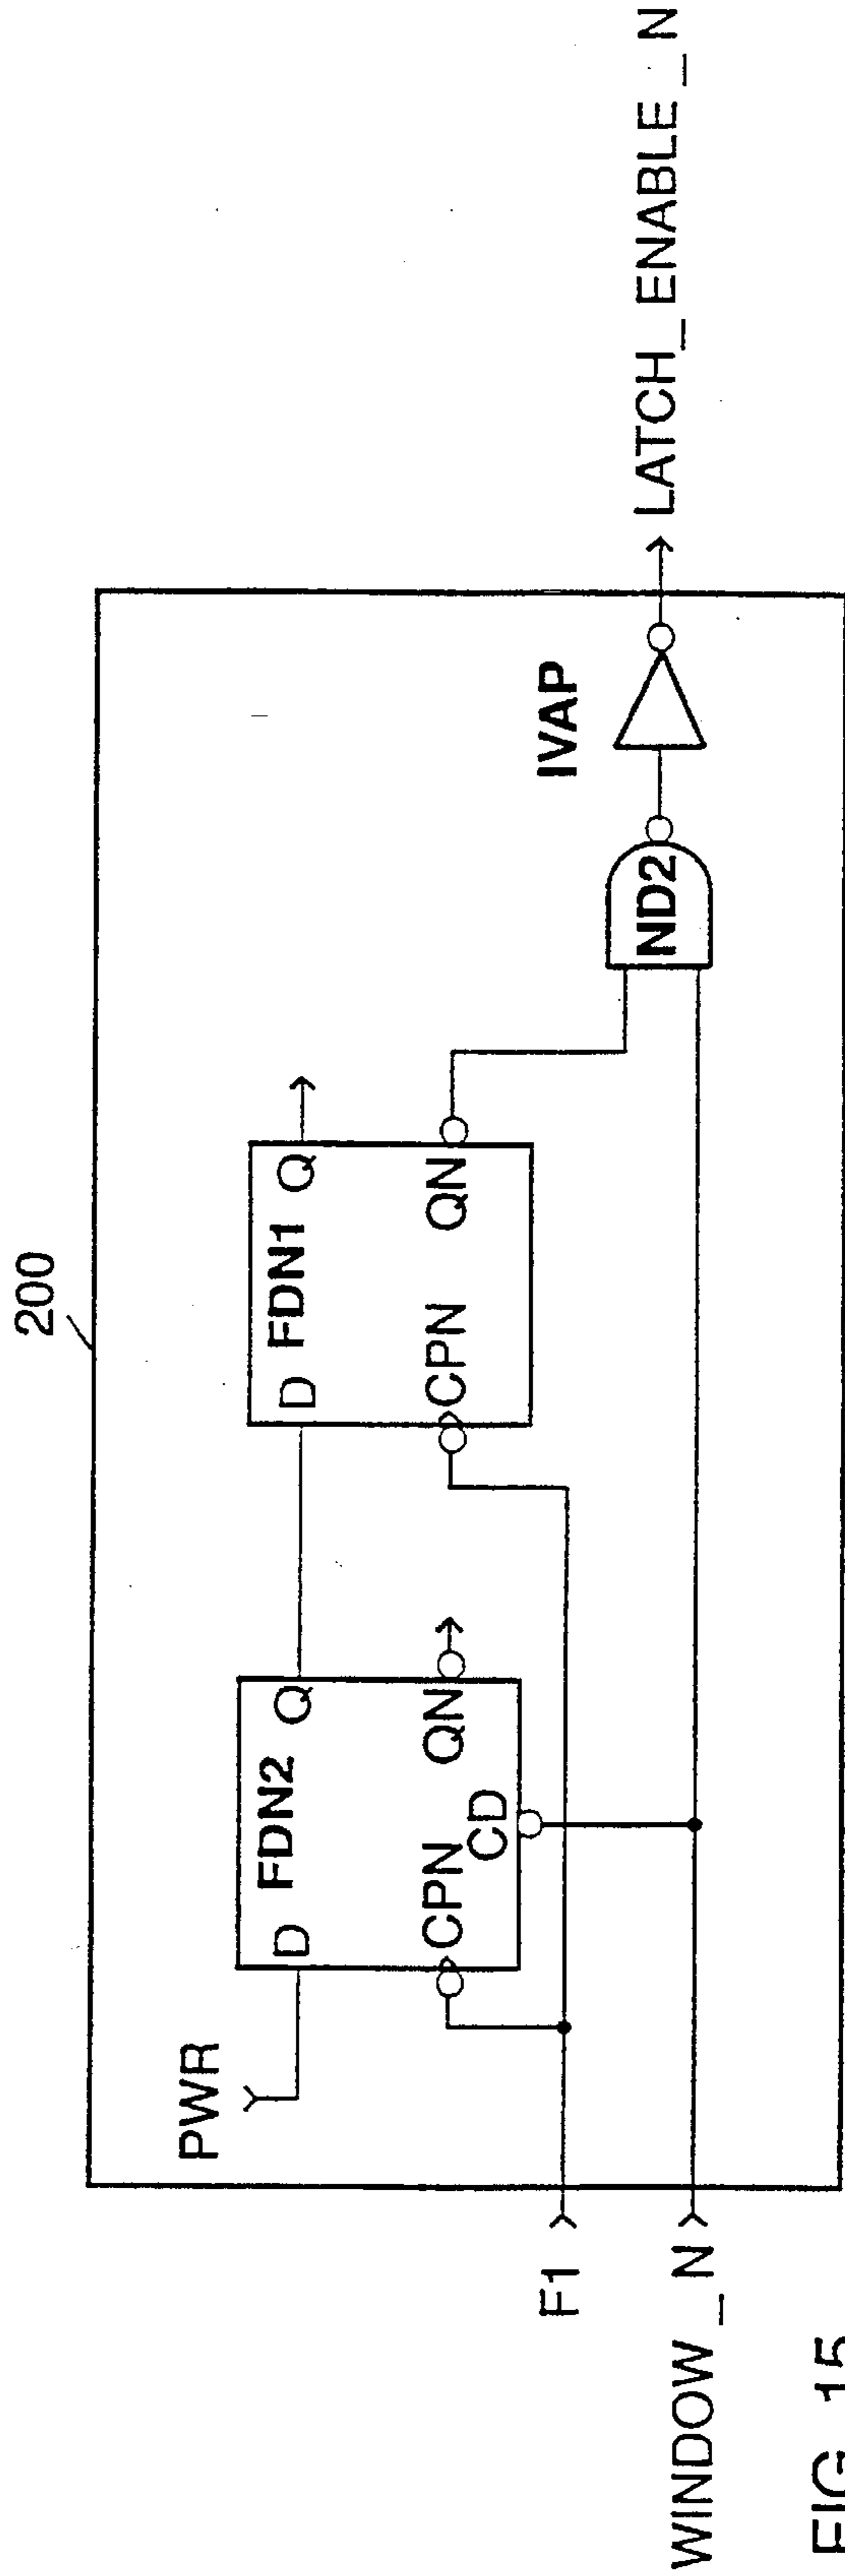 200
PWR
D FDN2 Q
CPN QN
CD
D FDN1 Q
CPN QN
ND2
IVAP
LATCH_ENABLE_N
F1
WINDOW_N
FIG. 15